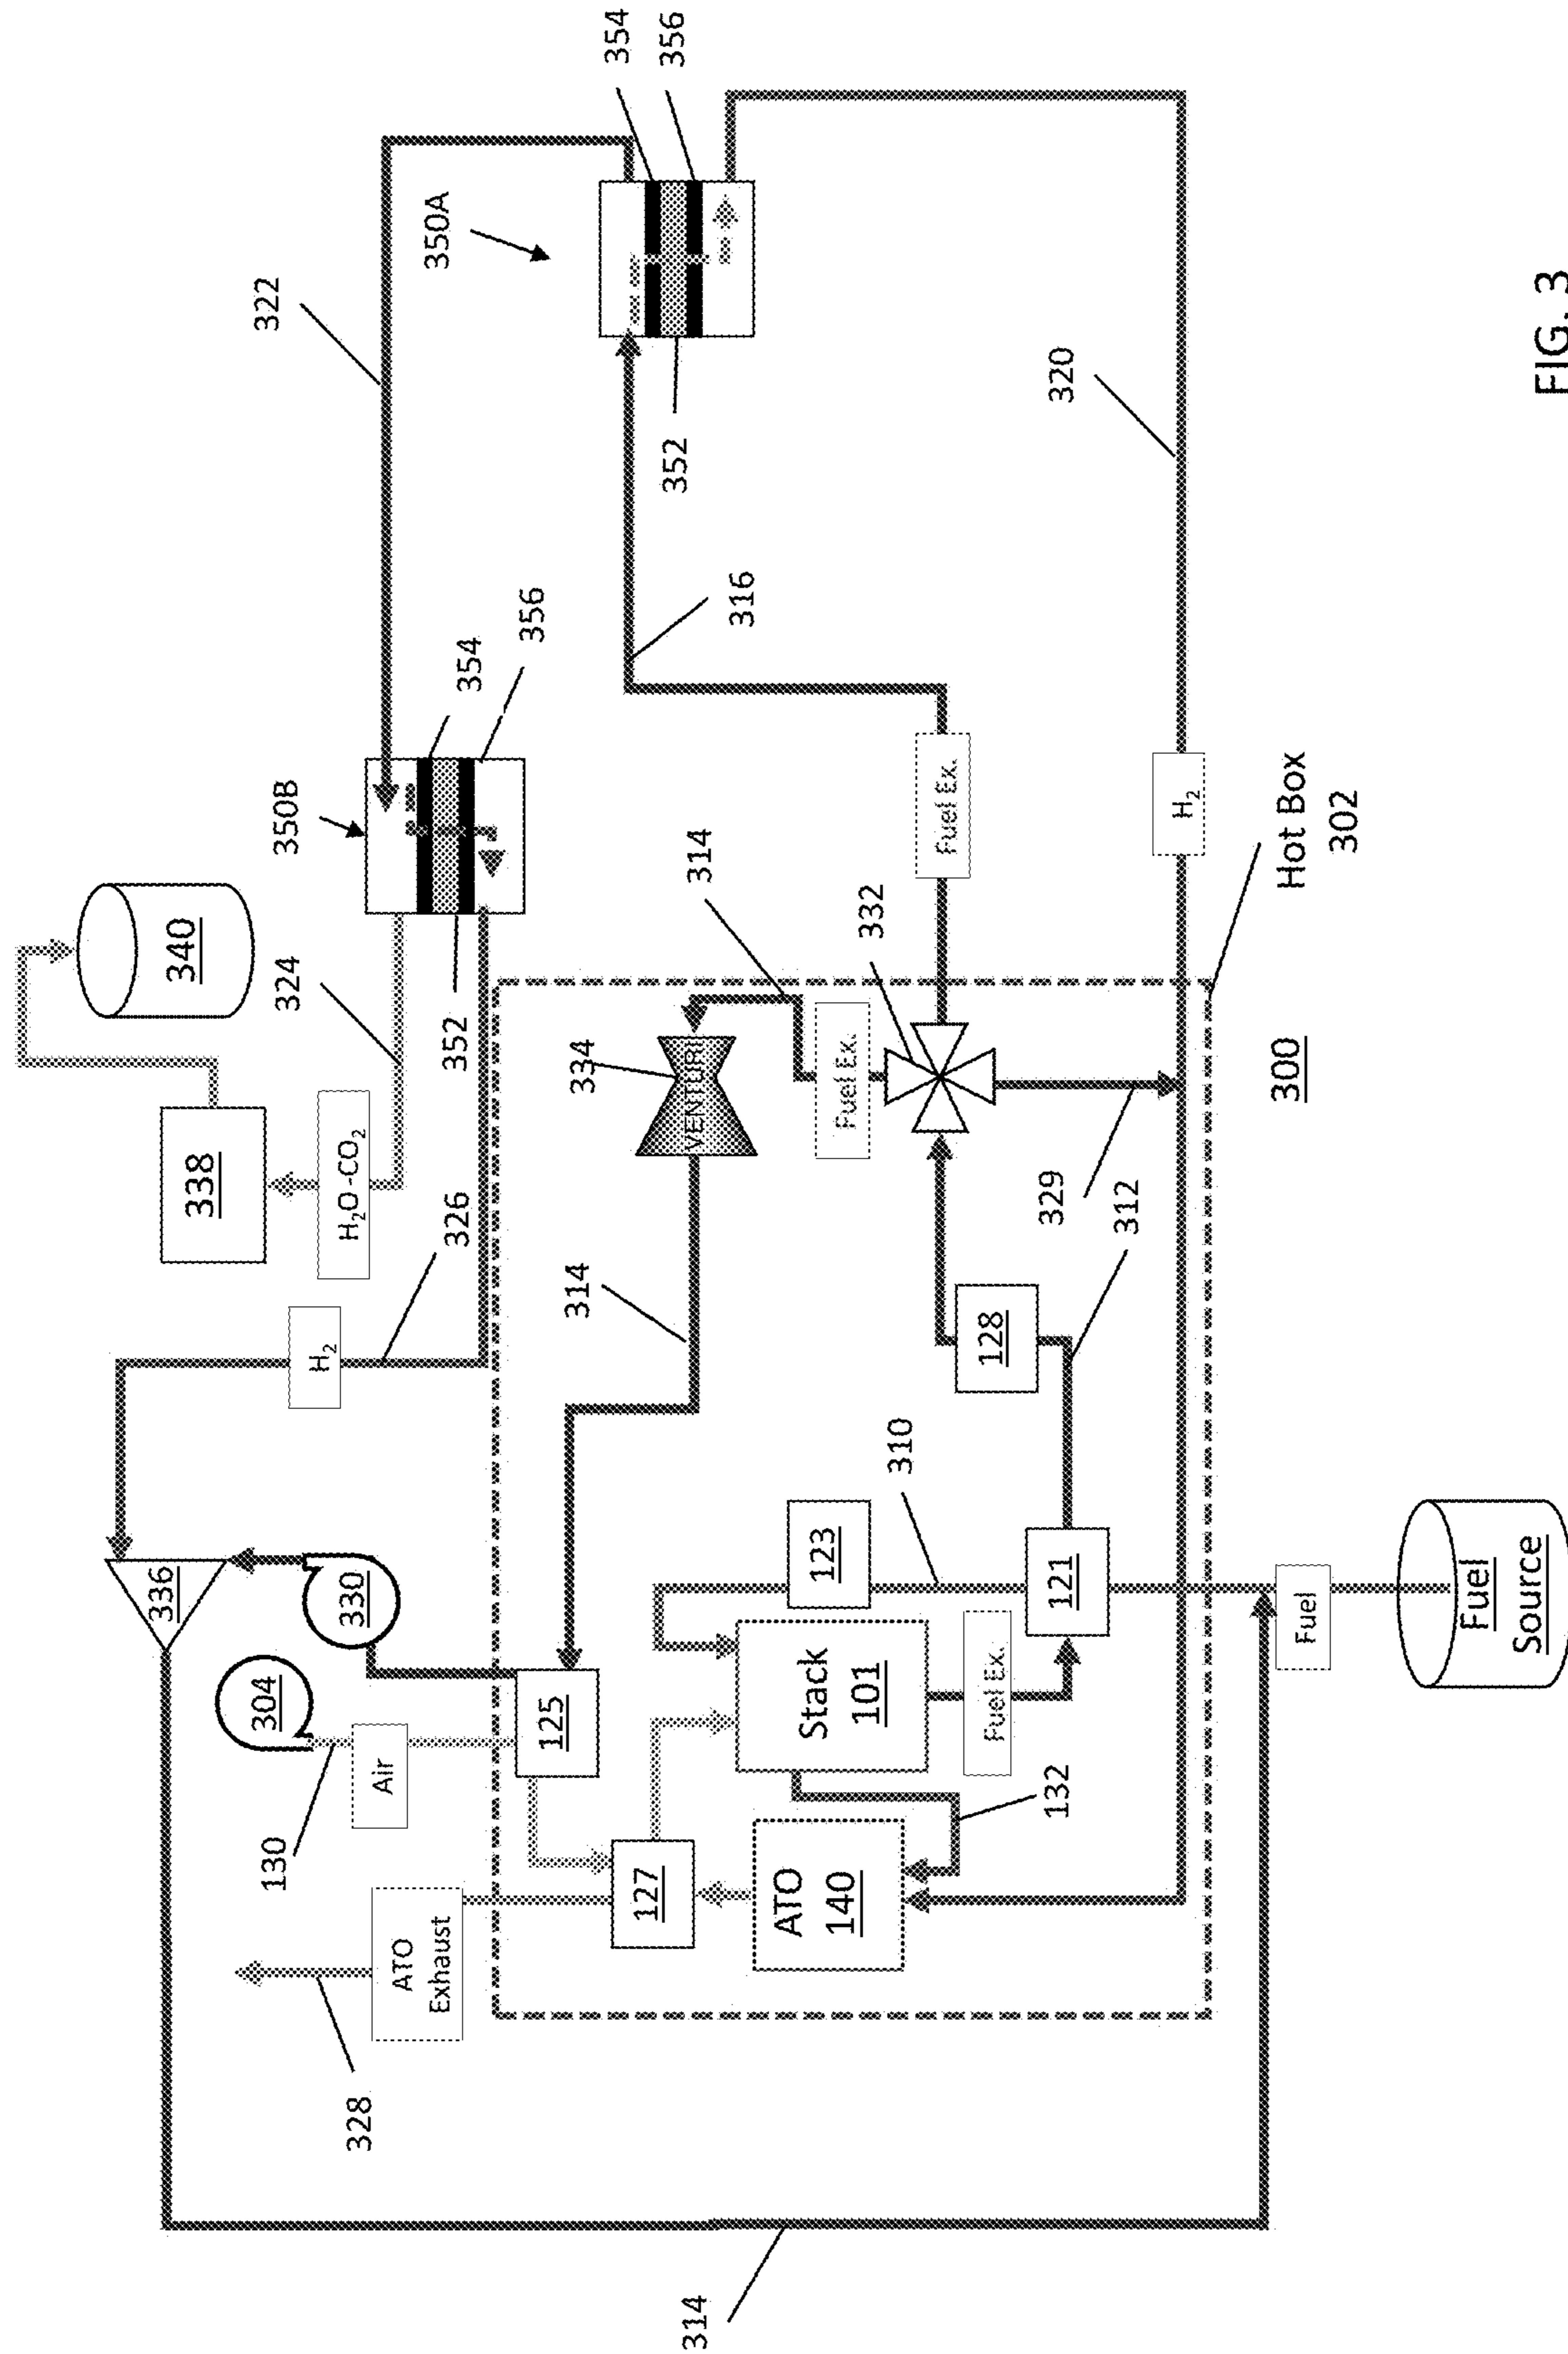 336
340
338
304
322
130
350B
324
H₂
H₂O-CO₂
330
328
Air
ATO
Exhaust
350A
326
352
354
356
125
314
334
354
127
356
352
314
VENTURI
314
316
ATO
140
Stack
101
123
Fuel Ex.
332
310
Fuel Ex.
Fuel Ex.
128
329
132
320
121
312
H₂
300
Hot Box
302
Fuel
Fuel
Source
FIG. 3